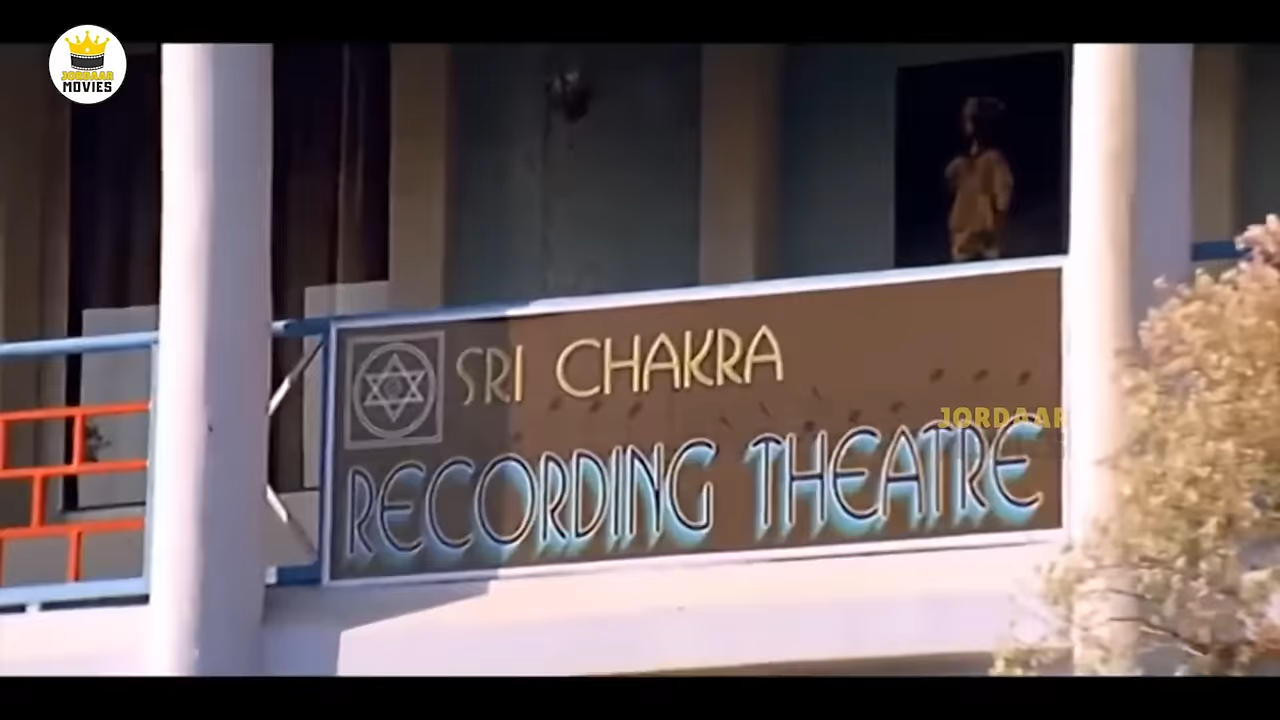 JORDAAR
MOVIES
SRI CHAKRA
JORDAAR
RECORDING THEATRE